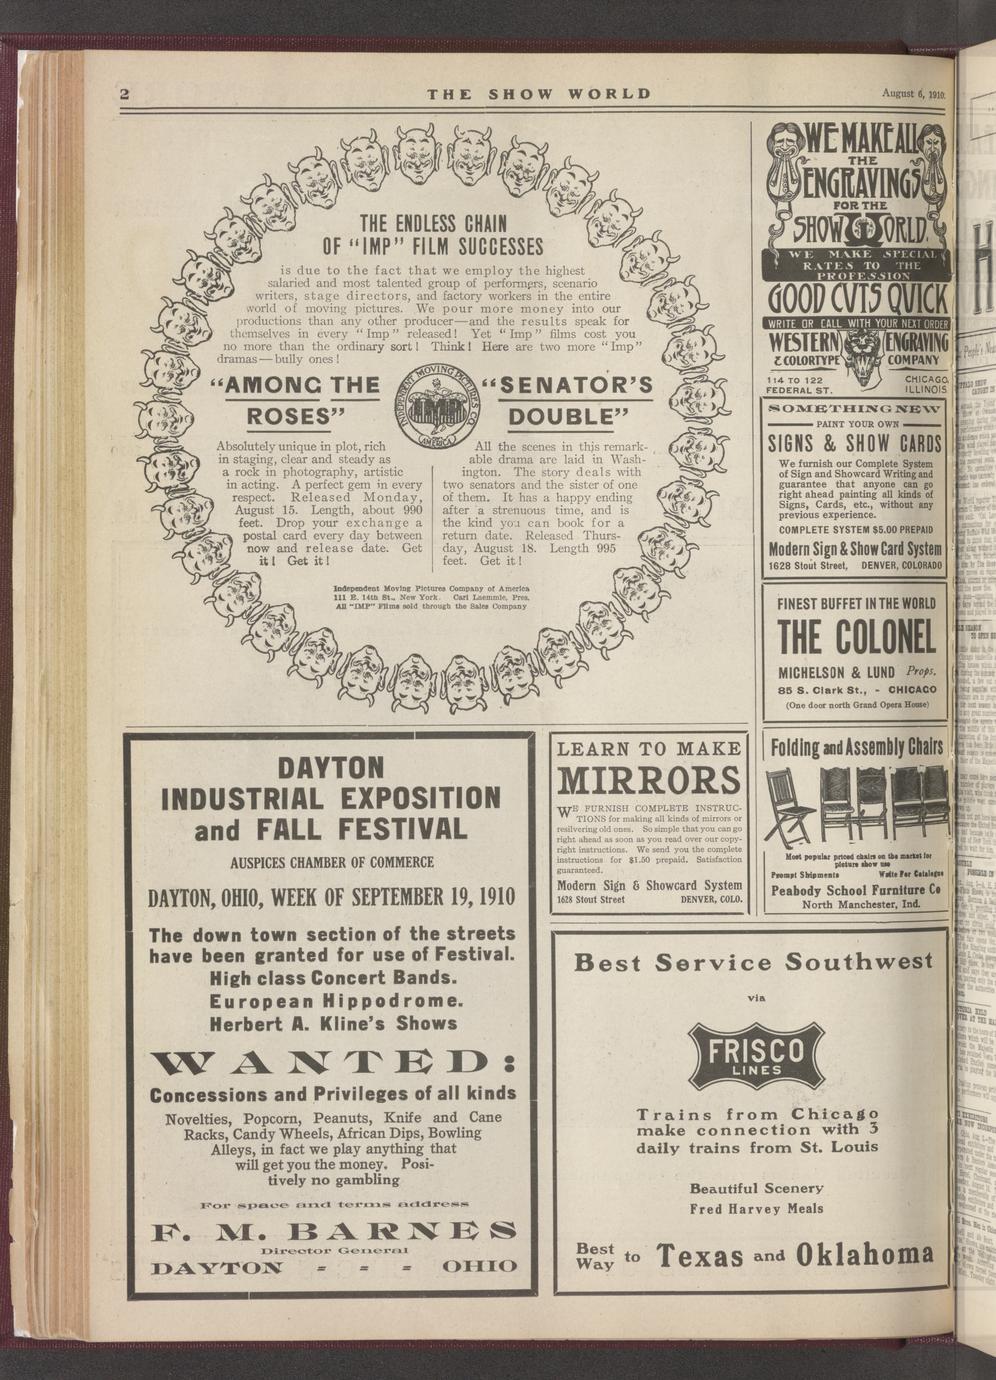 2
THE SHOW WORLD
August 6, 1910.
THE ENDLESS CHAIN
OF "IMP" FILM SUCCESSES
is due to the fact that we employ the highest
salaried and most talented group of performers, scenario
writers, stage directors, and factory workers in the entire
world of moving pictures. We pour more money into our
productions than any other producer—and the results speak for
themselves in every "Imp" released! Yet "Imp" films cost you
no more than the ordinary sort! Think! Here are two more "Imp"
dramas—bully ones!
"AMONG THE
ROSES"
INDEPENDENT MOVING PICTURES CO
AMERICA
"SENATOR'S
DOUBLE"
Absolutely unique in plot, rich
in staging, clear and steady as
a rock in photography, artistic
in acting. A perfect gem in every
respect. Released Monday,
August 15. Length, about 990
feet. Drop your exchange a
postal card every day between
now and release date. Get
it! Get it!
All the scenes in this remark-
able drama are laid in Wash-
ington. The story deals with
two senators and the sister of one
of them. It has a happy ending
after a strenuous time, and is
the kind you can book for a
return date. Released Thurs-
day, August 18. Length 995
feet. Get it!
Independent Moving Pictures Company of America
111 E. 14th St., New York. Carl Laemmle, Pres.
All "IMP" Films sold through the Sales Company
WE MAKE ALL
THE
ENGRAVINGS
FOR THE
SHOW WORLD.
WE MAKE SPECIAL
RATES TO THE
PROFESSION
GOOD CUTS QUICK
WRITE OR CALL WITH YOUR NEXT ORDER
WESTERN ENGRAVING
& COLORTYPE COMPANY
114 TO 122
FEDERAL ST.
CHICAGO,
ILLINOIS
SOMETHING NEW
PAINT YOUR OWN
SIGNS & SHOW CARDS
We furnish our Complete System
of Sign and Showcard Writing and
guarantee that anyone can go
right ahead painting all kinds of
Signs, Cards, etc., without any
previous experience.
COMPLETE SYSTEM $5.00 PREPAID
Modern Sign & Show Card System
1628 Stout Street, DENVER, COLORADO
FINEST BUFFET IN THE WORLD
THE COLONEL
MICHELSON & LUND Props.
85 S. Clark St., - CHICAGO
(One door north Grand Opera House)
DAYTON
INDUSTRIAL EXPOSITION
and FALL FESTIVAL
AUSPICES CHAMBER OF COMMERCE
DAYTON, OHIO, WEEK OF SEPTEMBER 19, 1910
The down town section of the streets
have been granted for use of Festival.
High class Concert Bands.
European Hippodrome.
Herbert A. Kline's Shows
WANTED:
Concessions and Privileges of all kinds
Novelties, Popcorn, Peanuts, Knife and Cane
Racks, Candy Wheels, African Dips, Bowling
Alleys, in fact we play anything that
will get you the money. Posi-
tively no gambling
For space and terms address
F. M. BARNES
Director General
DAYTON = = = OHIO
LEARN TO MAKE
MIRRORS
WE FURNISH COMPLETE INSTRUC-
TIONS for making all kinds of mirrors or
resilvering old ones. So simple that you can go
right ahead as soon as you read over our copy-
right instructions. We send you the complete
instructions for $1.50 prepaid. Satisfaction
guaranteed.
Modern Sign & Showcard System
1628 Stout Street DENVER, COLO.
Folding and Assembly Chairs
Most popular priced chairs on the market for
picture show use
Prompt Shipments Write For Catalogue
Peabody School Furniture Co
North Manchester, Ind.
Best Service Southwest
via
FRISCO
LINES
Trains from Chicago
make connection with 3
daily trains from St. Louis
Beautiful Scenery
Fred Harvey Meals
Best
Way to Texas and Oklahoma